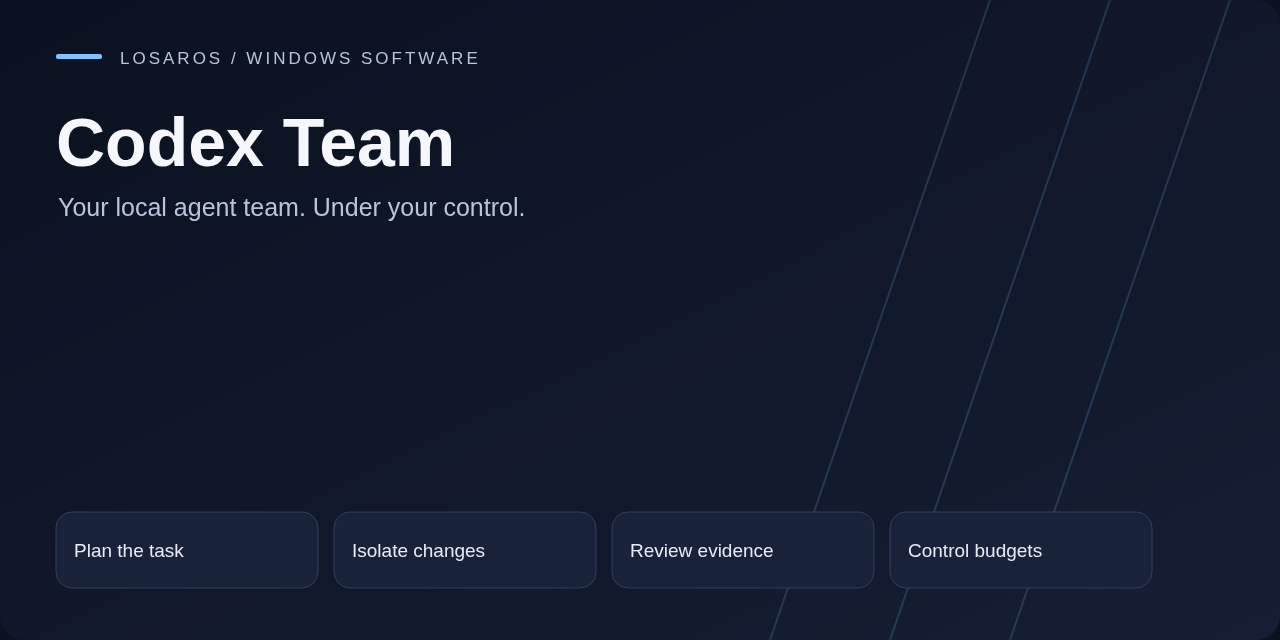 LOSAROS / WINDOWS SOFTWARE
Codex Team
Your local agent team. Under your control.
Plan the task
Isolate changes
Review evidence
Control budgets